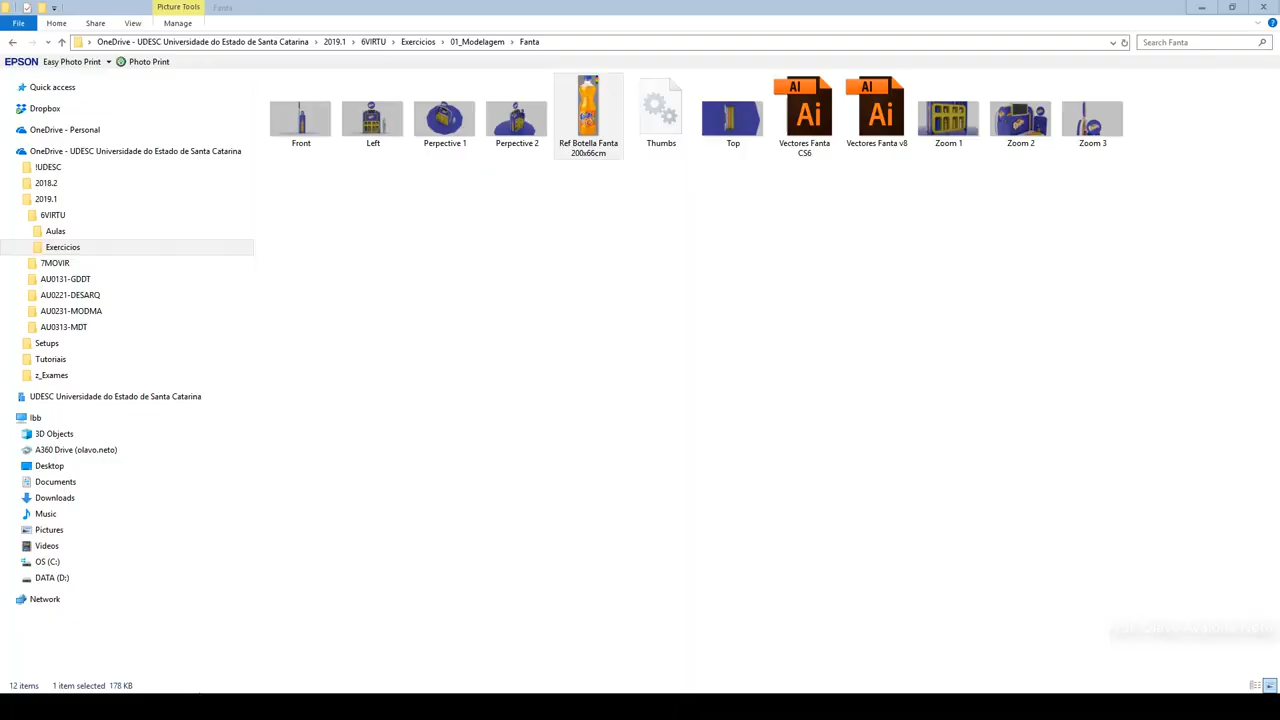 Picture Tools
Fanta
File
Home
Share
View
Manage
OneDrive - UDESC Universidade do Estado de Santa Catarina
2019.1
6VIRTU
Exercicios
01_Modelagem
Fanta
Search Fanta
EPSON
Easy Photo Print
Photo Print
Quick access
Dropbox
OneDrive - Personal
OneDrive - UDESC Universidade do Estado de Santa Catarina
!UDESC
2018.2
2019.1
6VIRTU
Aulas
Exercicios
7MOVIR
AU0131-GDDT
AU0221-DESARQ
AU0231-MODMA
AU0313-MDT
Setups
Tutoriais
z_Exames
UDESC Universidade do Estado de Santa Catarina
lbb
3D Objects
A360 Drive (olavo.neto)
Desktop
Documents
Downloads
Music
Pictures
Videos
OS (C:)
DATA (D:)
Network
Front
Left
Perpective 1
Perpective 2
Ref Botella Fanta
200x66cm
Thumbs
Top
AI
Ai
Vectores Fanta
CS6
AI
Ai
Vectores Fanta v8
Zoom 1
Zoom 2
Zoom 3
12 items
1 item selected 178 KB